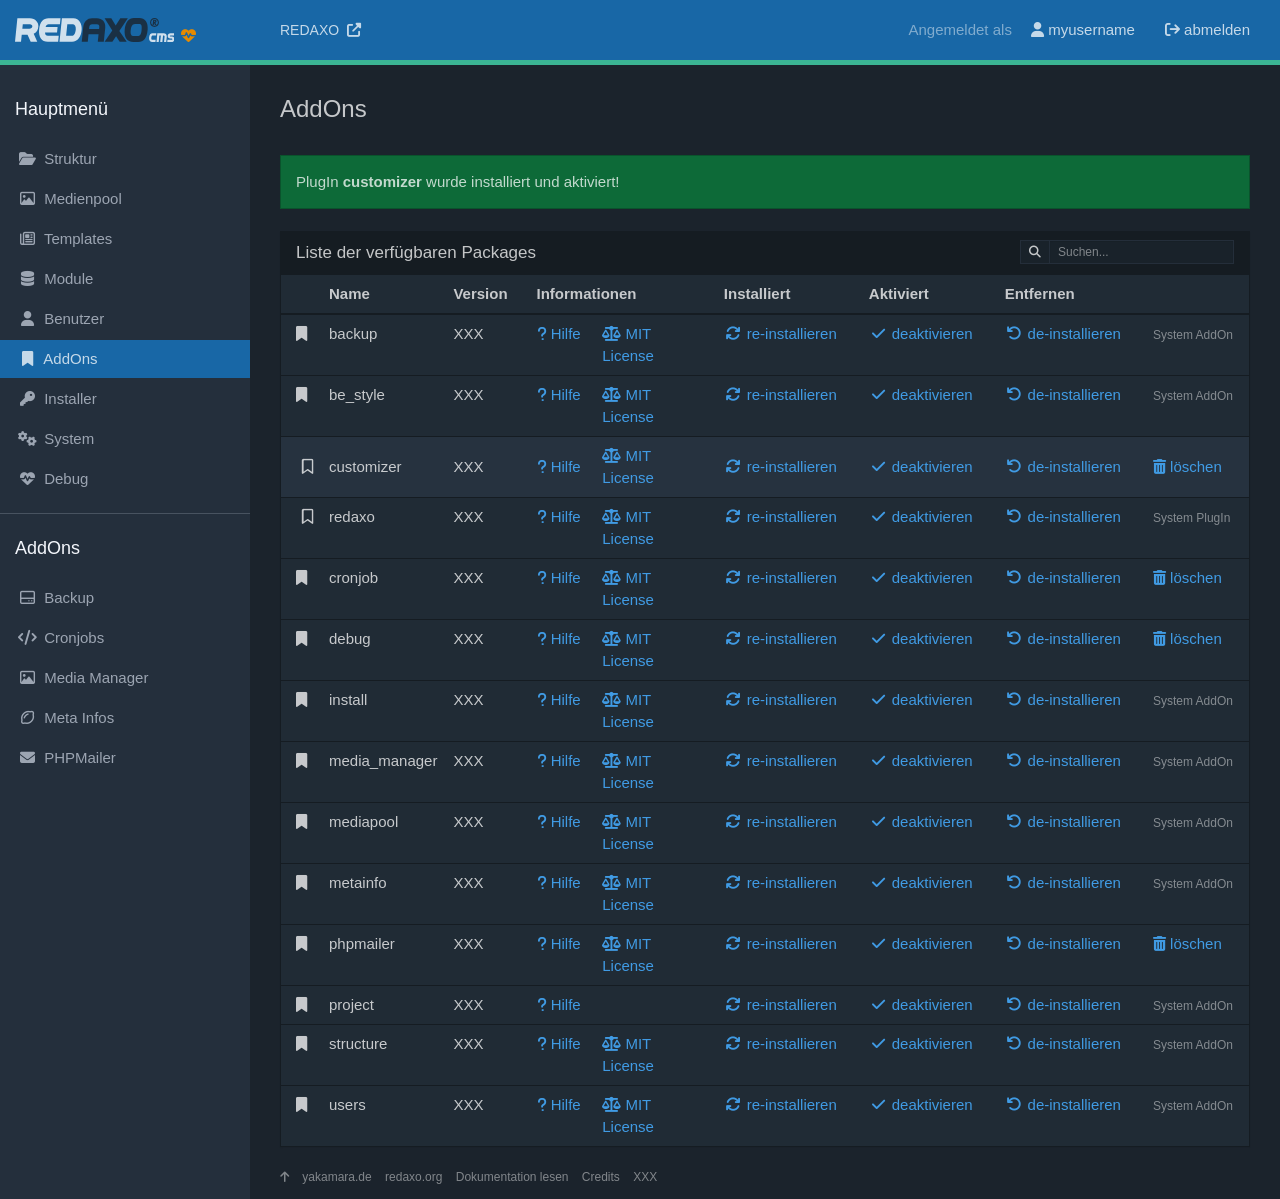 REDAXO® cms
REDAXO
Angemeldet als myusername abmelden
Hauptmenü
Struktur
Medienpool
Templates
Module
Benutzer
AddOns
Installer
System
Debug
AddOns
Backup
Cronjobs
Media Manager
Meta Infos
PHPMailer
AddOns
PlugIn customizer wurde installiert und aktiviert!
Liste der verfügbaren Packages
Suchen...
Name Version Informationen Installiert Aktiviert Entfernen
backup XXX Hilfe MIT re-installieren deaktivieren de-installieren System AddOn
License
be_style XXX Hilfe MIT re-installieren deaktivieren de-installieren System AddOn
License
customizer XXX Hilfe MIT re-installieren deaktivieren de-installieren löschen
License
redaxo XXX Hilfe MIT re-installieren deaktivieren de-installieren System PlugIn
License
cronjob XXX Hilfe MIT re-installieren deaktivieren de-installieren löschen
License
debug XXX Hilfe MIT re-installieren deaktivieren de-installieren löschen
License
install XXX Hilfe MIT re-installieren deaktivieren de-installieren System AddOn
License
media_manager XXX Hilfe MIT re-installieren deaktivieren de-installieren System AddOn
License
mediapool XXX Hilfe MIT re-installieren deaktivieren de-installieren System AddOn
License
metainfo XXX Hilfe MIT re-installieren deaktivieren de-installieren System AddOn
License
phpmailer XXX Hilfe MIT re-installieren deaktivieren de-installieren löschen
License
project XXX Hilfe re-installieren deaktivieren de-installieren System AddOn
structure XXX Hilfe MIT re-installieren deaktivieren de-installieren System AddOn
License
users XXX Hilfe MIT re-installieren deaktivieren de-installieren System AddOn
License
yakamara.de redaxo.org Dokumentation lesen Credits XXX